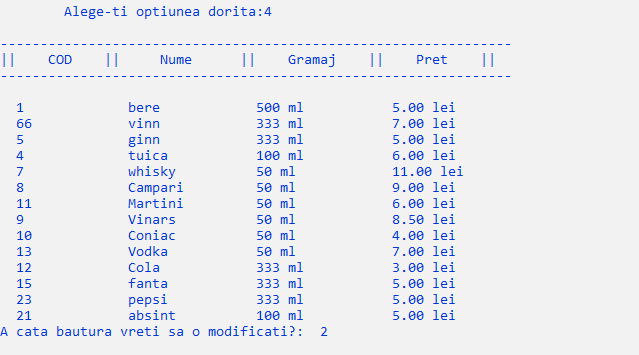 Alege-ti optiunea dorita:4
----------------------------------------------------------------
|| COD || Nume || Gramaj || Pret ||
----------------------------------------------------------------
1 bere 500 ml 5.00 lei
66 vinn 333 ml 7.00 lei
5 ginn 333 ml 5.00 lei
4 tuica 100 ml 6.00 lei
7 whisky 50 ml 11.00 lei
8 Campari 50 ml 9.00 lei
11 Martini 50 ml 6.00 lei
9 Vinars 50 ml 8.50 lei
10 Coniac 50 ml 4.00 lei
13 Vodka 50 ml 7.00 lei
12 Cola 333 ml 3.00 lei
15 fanta 333 ml 5.00 lei
23 pepsi 333 ml 5.00 lei
21 absint 100 ml 5.00 lei
A cata bautura vreti sa o modificati?: 2